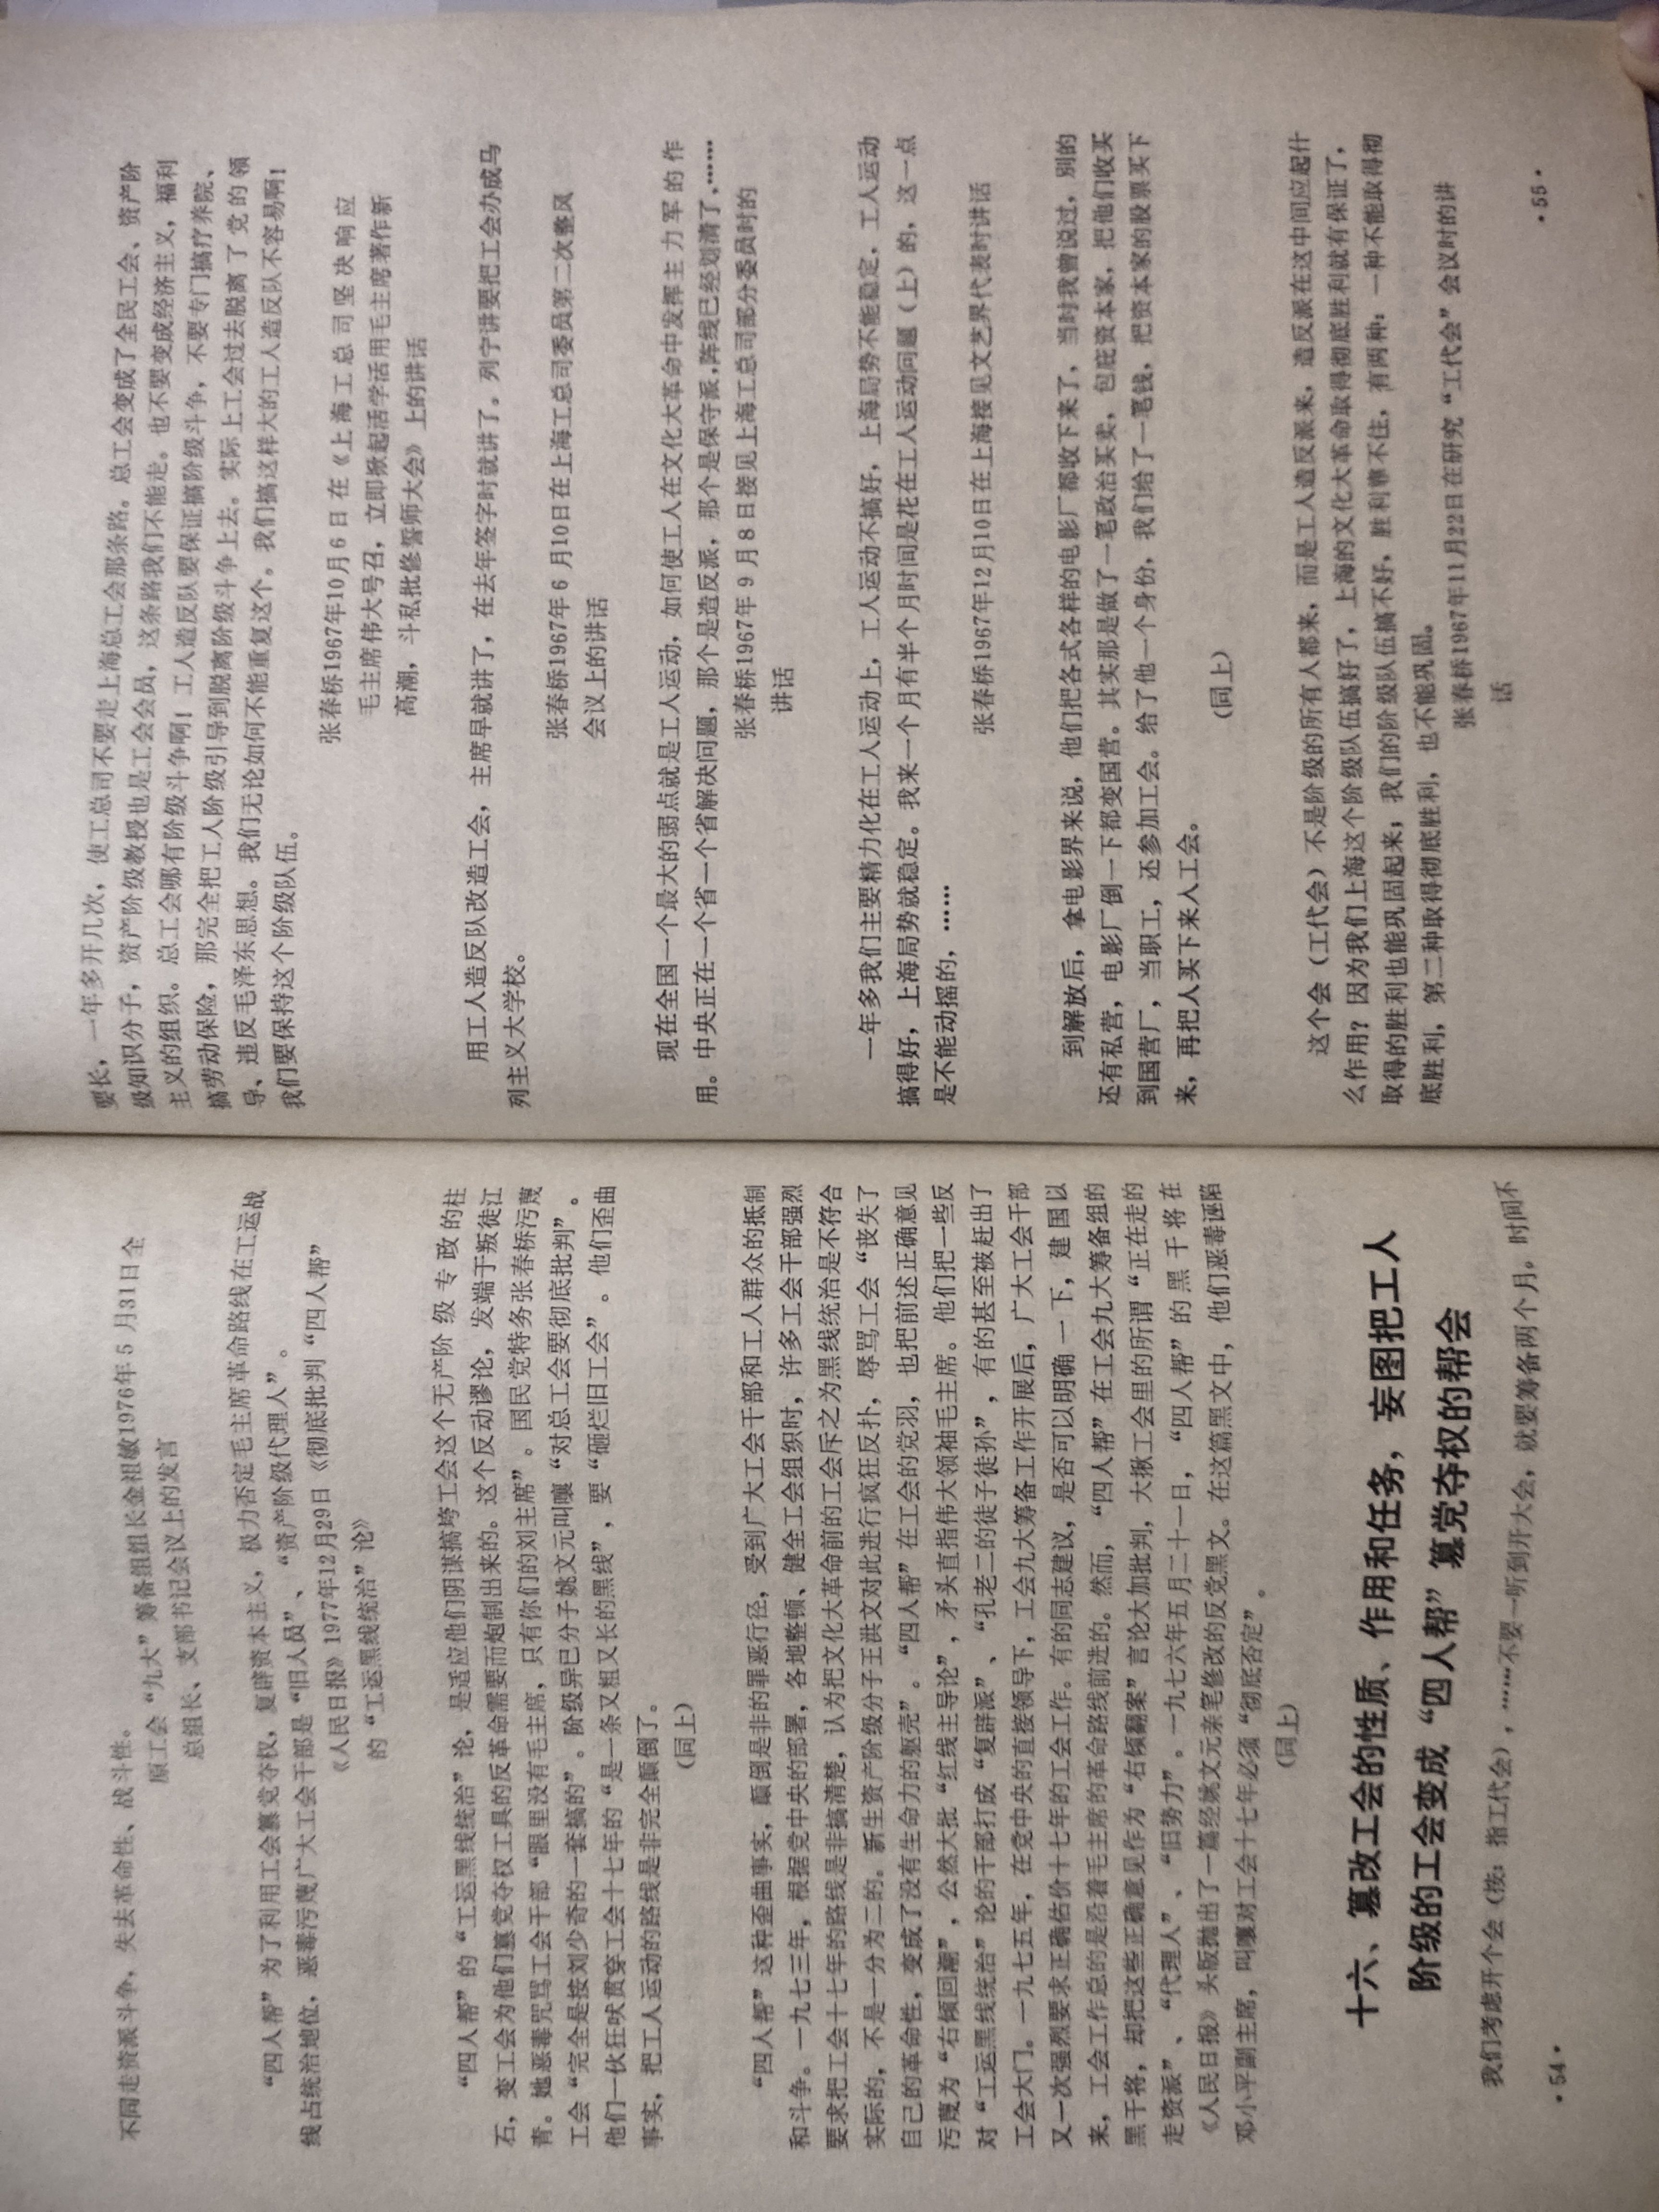 不同走资派斗争，失去革命性、战斗性。
原工会“九大”筹备组组长金祖敏1976年5月31日全
总组长、支部书记会议上的发言
“四人帮”为了利用工会篡党夺权，复辟资本主义，极力否定毛主席革命路线在工运战
线占统治地位，恶毒污蔑广大工会干部是“旧人员”、“资产阶级代理人”。
《人民日报》1977年12月29日《彻底批判“四人帮”
的“工运黑线统治”论》
“四人帮”的“工运黑线统治”论，是适应他们阴谋搞垮工会这个无产阶级专政的柱
石，变工会为他们篡党夺权工具的反革命需要而炮制出来的。这个反动谬论，发端于叛徒江
青。她恶毒咒骂工会干部“眼里没有毛主席，只有你们的刘主席”。国民党特务张春桥污蔑
工会“完全是按刘少奇的一套搞的”。阶级异已分子姚文元叫嚷“对总工会要彻底批判”。
他们一伙狂吠贯穿工会十七年的“是一条又粗又长的黑线”，要“砸烂旧工会”。他们歪曲
事实，把工人运动的路线是非完全颠倒了。
（同上）
“四人帮”这种歪曲事实，颠倒是非的罪恶行径，受到广大工会干部和工人群众的抵制
和斗争。一九七三年，根据党中央的部署，各地整顿、健全工会组织时，许多工会干部强烈
要求把工会十七年的路线是非搞清楚，认为把文化大革命前的工会斥之为黑线统治是不符合
实际的，不是一分为二的。新生资产阶级分子王洪文对此进行疯狂反扑，辱骂工会“丧失了
自己的革命性，变成了没有生命力的躯壳”。“四人帮”在工会的党羽，也把前述正确意见
污蔑为“右倾回潮”，公然大批“红线主导论”，矛头直指伟大领袖毛主席。他们把一些反
对“工运黑线统治”论的干部打成“复辟派”、“孔老二的徒子徒孙”，有的甚至被赶出了
工会大门。一九七五年，在党中央的直接领导下，工会九大筹备工作开展后，广大工会干部
又一次强烈要求正确估价十七年的工会工作。有的同志建议，是否可以明确一下，建国以
来，工会工作总的是沿着毛主席的革命路线前进的。然而，“四人帮”在工会九大筹备组的
黑干将，却把这些正确意见作为“右倾翻案”言论大加批判，大揪工会里的所谓“正在走的
走资派”、“代理人”、“旧势力”。一九七六年五月二十一日，“四人帮”的黑干将在
《人民日报》头版抛出了一篇经姚文元亲笔修改的反党黑文。在这篇黑文中，他们恶毒诬陷
邓小平副主席，叫嚷对工会十七年必须“彻底否定”。
（同上）
十六、篡改工会的性质、作用和任务，妄图把工人
阶级的工会变成“四人帮”篡党夺权的帮会
我们考虑开个会（按：指工代会），……不要一听到开大会，就要筹备两个月。时间不
·54·
要长，一年多开几次，使工总司不要走上海总工会那条路。总工会变成了全民工会、资产阶
级知识分子，资产阶级教授也是工会会员，这条路我们不能走。也不要变成经济主义，福利
主义的组织。总工会哪有阶级斗争啊！工人造反队要保证搞阶级斗争，不要专门搞疗养院、
搞劳动保险，那完全把工人阶级引导到脱离阶级斗争上去。实际上工会过去脱离了党的领
导、违反毛泽东思想。我们无论如何不能重复这个。我们搞这样大的工人造反队不容易啊！
我们要保持这个阶级队伍。
张春桥1967年10月6日在《上海工总司坚决响应
毛主席伟大号召，立即掀起活学活用毛主席著作新
高潮，斗私批修誓师大会》上的讲话
用工人造反队改造工会，主席早就讲了，在去年签字时就讲了。列宁讲要把工会办成马
列主义大学校。
张春桥1967年6月10日在上海工总司委员第二次整风
会议上的讲话
现在全国一个最大的弱点就是工人运动，如何使工人在文化大革命中发挥主力军的作
用。中央正在一个省一个省解决问题，那个是造反派，那个是保守派，阵线已经划清了，……
张春桥1967年9月8日接见上海工总司部分委员时的
讲话
一年多我们主要精力化在工人运动上，工人运动不搞好，上海局势不能稳定，工人运动
搞得好，上海局势就稳定。我来一个月有半个月时间是花在工人运动问题（上）的，这一点
是不能动摇的，……
张春桥1967年12月10日在上海接见文艺界代表时讲话
到解放后，拿电影界来说，他们把各式各样的电影厂都收下来了，当时我曾说过，别的
还有私营，电影厂倒一下都变国营。其实那是做了一笔政治买卖，包庇资本家，把他们收买
到国营厂，当职工，还参加工会。给了他一个身份，我们给了一笔钱，把资本家的股票买下
来，再把人买下来入工会。
（同上）
这个会（工代会）不是阶级的所有人都来，而是工人造反派来，造反派在这中间应起什
么作用？因为我们上海这个阶级队伍搞好了，上海的文化大革命取得彻底胜利就有保证了，
取得的胜利也能巩固起来，我们的阶级队伍搞不好，胜利靠不住，有两种：一种不能取得彻
底胜利，第二种取得彻底胜利，也不能巩固。
张春桥1967年11月22日在研究“工代会”会议时的讲
话
·55·